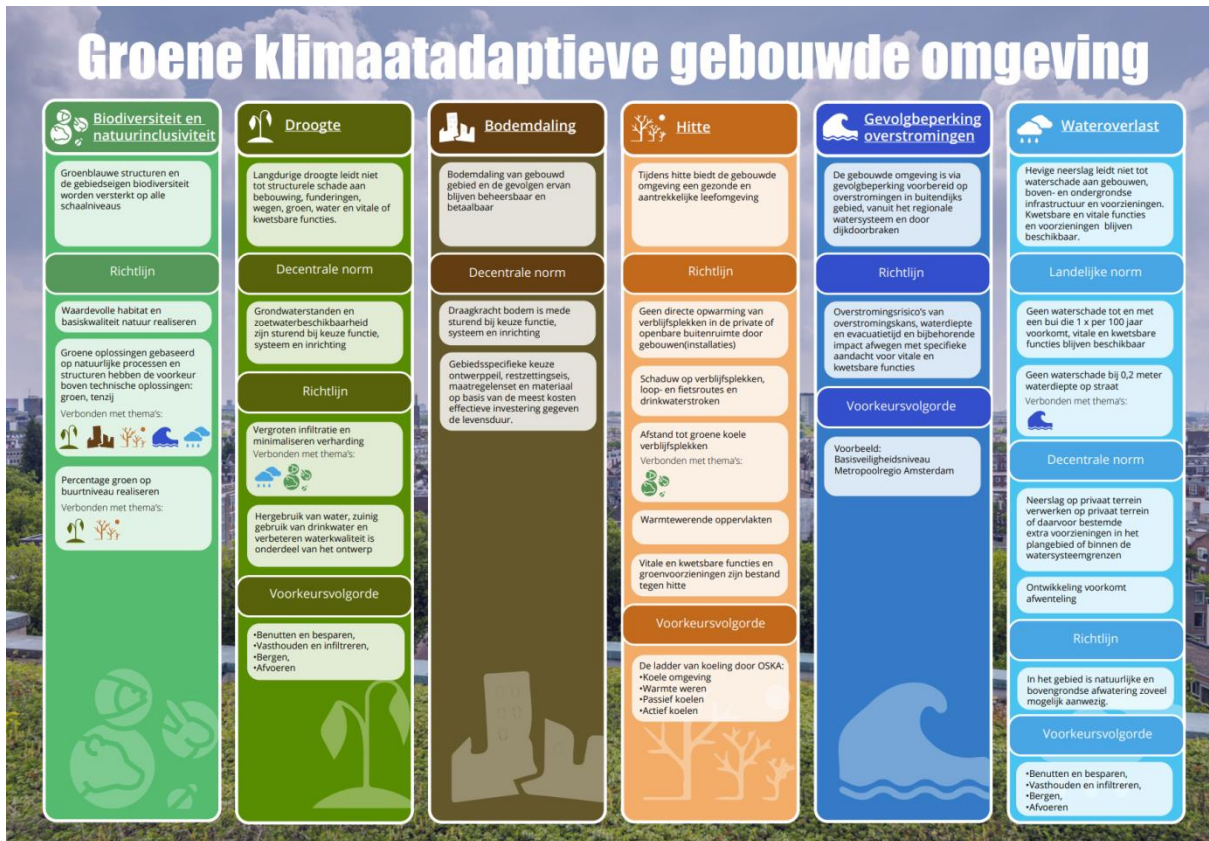 Groene klimaatadaptieve gebouwde omgeving
Biodiversiteit en
natuurinclusiviteit
Groenblauwe structuren en
de gebiedseigen biodiversiteit
worden versterkt op alle
schaalniveaus
Richtlijn
Waardevolle habitat en
basiskwaliteit natuur realiseren
Groene oplossingen gebaseerd
op natuurlijke processen en
structuren hebben de voorkeur
boven technische oplossingen:
groen, tenzij
Verbonden met thema's:
Percentage groen op
buurtniveau realiseren
Verbonden met thema's:
Droogte
Langdurige droogte leidt niet
tot structurele schade aan
bebouwing, funderingen,
wegen, groen, water en vitale of
kwetsbare functies.
Decentrale norm
Grondwaterstanden en
zoetwaterbeschikbaarheid
zijn sturend bij keuze functie,
systeem en inrichting
Richtlijn
Vergroten infiltratie en
minimaliseren verharding
Verbonden met thema's:
Hergebruik van water, zuinig
gebruik van drinkwater en
verbeteren waterkwaliteit is
onderdeel van het ontwerp
Voorkeursvolgorde
•Benutten en besparen,
•Vasthouden en infiltreren,
•Bergen,
•Afvoeren
Bodemdaling
Bodemdaling van gebouwd
gebied en de gevolgen ervan
blijven beheersbaar en
betaalbaar
Decentrale norm
Draagkracht bodem is mede
sturend bij keuze functie,
systeem en inrichting
Gebiedsspecifieke keuze
ontwerppeil, restzettingseis,
maatregelenset en materiaal
op basis van de meest kosten
effectieve investering gegeven
de levensduur.
Hitte
Tijdens hitte biedt de gebouwde
omgeving een gezonde en
aantrekkelijke leefomgeving
Richtlijn
Geen directe opwarming van
verblijfsplekken in de private of
openbare buitenruimte door
gebouwen(installaties)
Schaduw op verblijfsplekken,
loop- en fietsroutes en
drinkwaterstroken
Afstand tot groene koele
verblijfsplekken
Verbonden met thema's:
Warmtewerende oppervlakten
Vitale en kwetsbare functies en
groenvoorzieningen zijn bestand
tegen hitte
Voorkeursvolgorde
De ladder van koeling door OSKA:
•Koele omgeving
•Warmte weren
•Passief koelen
•Actief koelen
Gevolgbeperking
overstromingen
De gebouwde omgeving is via
gevolgbeperking voorbereid op
overstromingen in buitendijks
gebied, vanuit het regionale
watersysteem en door
dijkdoorbraken
Richtlijn
Overstromingsrisico's van
overstromingskans, waterdiepte
en evacuatietijd en bijbehorende
impact afwegen met specifieke
aandacht voor vitale en
kwetsbare functies
Voorkeursvolgorde
Voorbeeld:
Basisveiligheidsniveau
Metropoolregio Amsterdam
Wateroverlast
Hevige neerslag leidt niet tot
waterschade aan gebouwen,
boven- en ondergrondse
infrastructuur en voorzieningen.
Kwetsbare en vitale functies
en voorzieningen blijven
beschikbaar.
Landelijke norm
Geen waterschade tot en met
een bui die 1 x per 100 jaar
voorkomt, vitale en kwetsbare
functies blijven beschikbaar
Geen waterschade bij 0,2 meter
waterdiepte op straat
Verbonden met thema's:
Decentrale norm
Neerslag op privaat terrein
verwerken op privaat terrein
of daarvoor bestemde
extra voorzieningen in het
plangebied of binnen de
watersysteemgrenzen
Ontwikkeling voorkomt
afwenteling
Richtlijn
In het gebied is natuurlijke en
bovengrondse afwatering zoveel
mogelijk aanwezig.
Voorkeursvolgorde
•Benutten en besparen,
•Vasthouden en infiltreren,
•Bergen,
•Afvoeren